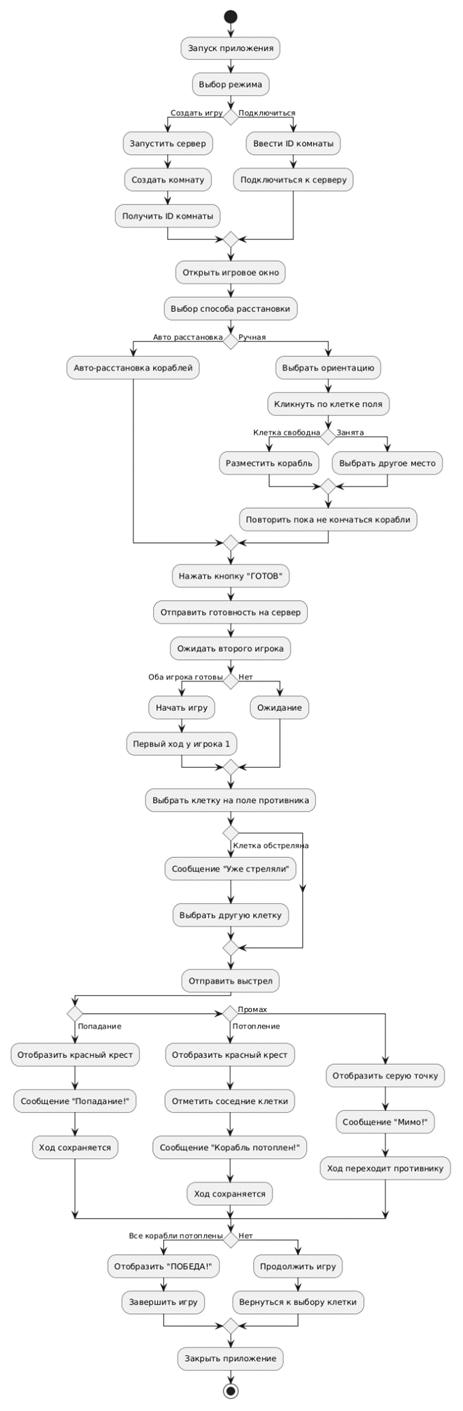 Запуск приложения
Выбор режима
Создать игру
Подключиться
Запустить сервер
Создать комнату
Получить ID комнаты
Ввести ID комнаты
Подключиться к серверу
Открыть игровое окно
Выбор способа расстановки
Авто расстановка
Ручная
Авто-расстановка кораблей
Выбрать ориентацию
Кликнуть по клетке поля
Клетка свободна
Занята
Разместить корабль
Выбрать другое место
Повторить пока не кончаться корабли
Нажать кнопку "ГОТОВ"
Отправить готовность на сервер
Ожидать второго игрока
Оба игрока готовы
Нет
Начать игру
Первый ход у игрока 1
Ожидание
Выбрать клетку на поле противника
Клетка обстреляна
Сообщение "Уже стреляли"
Выбрать другую клетку
Отправить выстрел
Попадание
Отобразить красный крест
Сообщение "Попадание!"
Ход сохраняется
Потопление
Отобразить красный крест
Отметить соседние клетки
Сообщение "Корабль потоплен!"
Ход сохраняется
Промах
Отобразить серую точку
Сообщение "Мимо!"
Ход переходит противнику
Все корабли потоплены
Нет
Отобразить "ПОБЕДА!"
Завершить игру
Продолжить игру
Вернуться к выбору клетки
Закрыть приложение